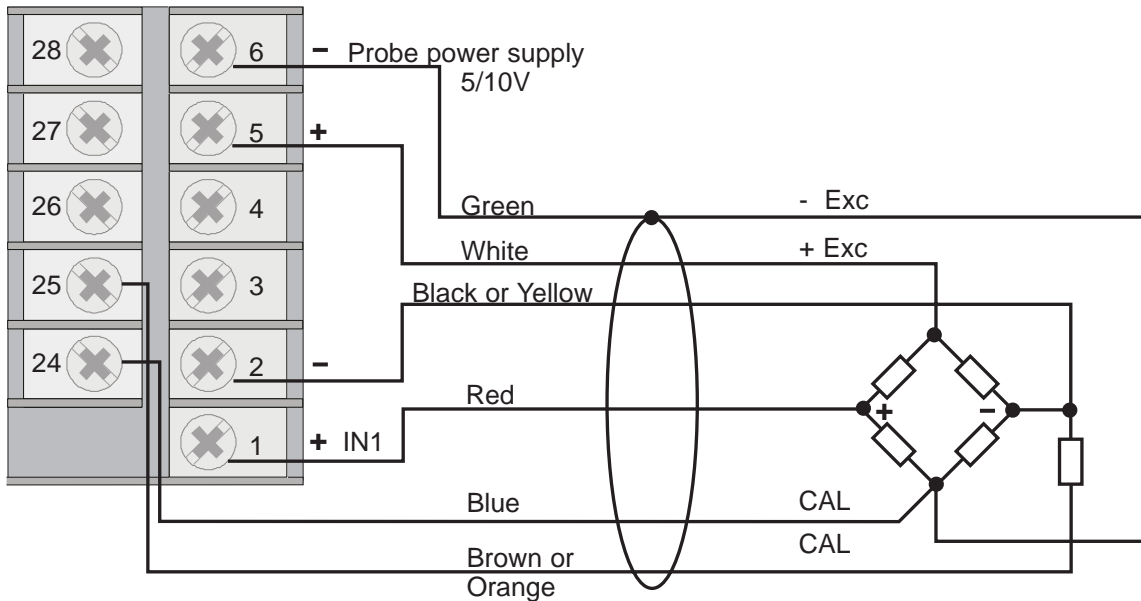 28 6 − Probe power supply
5/10V
27 5 +
26 4 Green - Exc
White + Exc
25 3 Black or Yellow
24 2 −
Red
+ −
1 + IN1
Blue CAL
CAL
Brown or
Orange